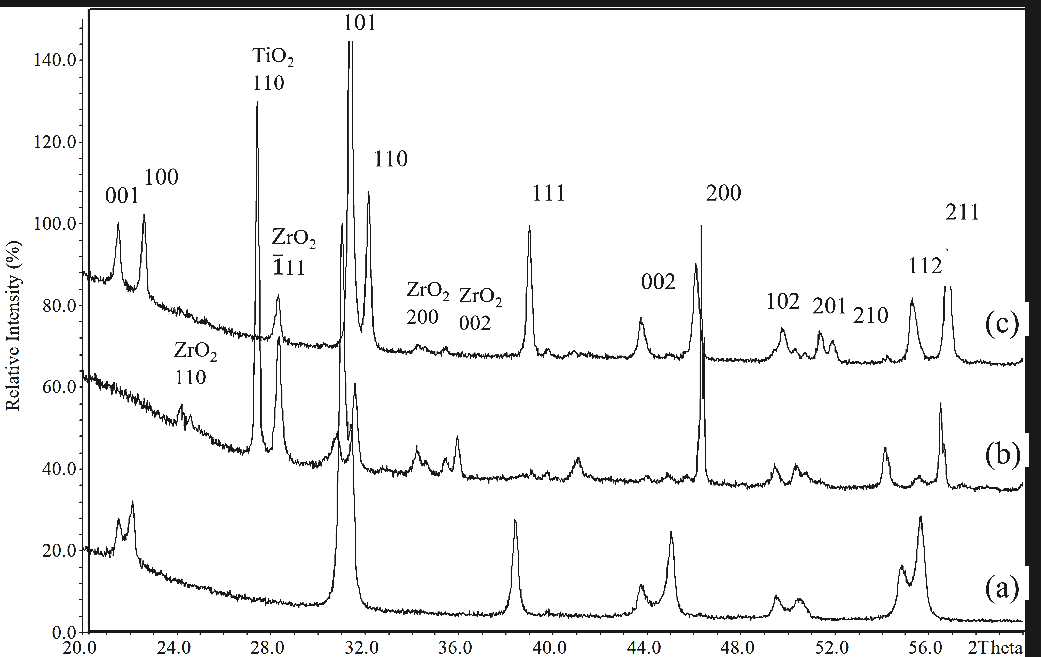 101
TiO₂
110
001
100
110
ZrO₂
1̅11
111
200
211
002
112
ZrO₂
200
ZrO₂
002
102
201
210
ZrO₂
110
(c)
(b)
(a)
140.0
120.0
100.0
80.0
60.0
40.0
20.0
0.0
Relative Intensity (%)
20.0 24.0 28.0 32.0 36.0 40.0 44.0 48.0 52.0 56.0 2Theta